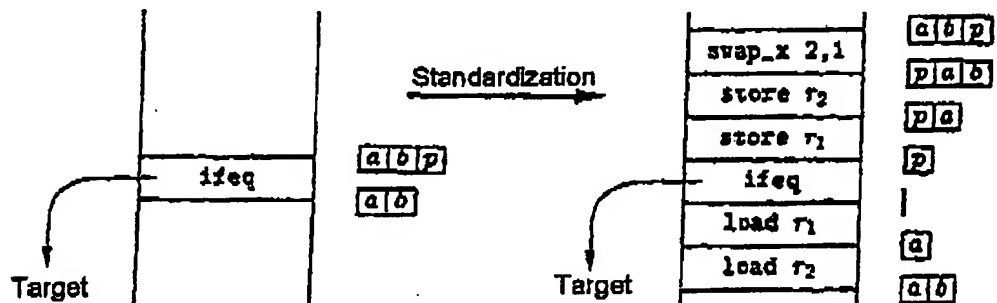 a b p
swap_x 2,1
Standardization
p a b
store r2
p a
store r1
a b p
p
ifeq
ifeq
a b
load r1
a
Target
load r2
Target
a b